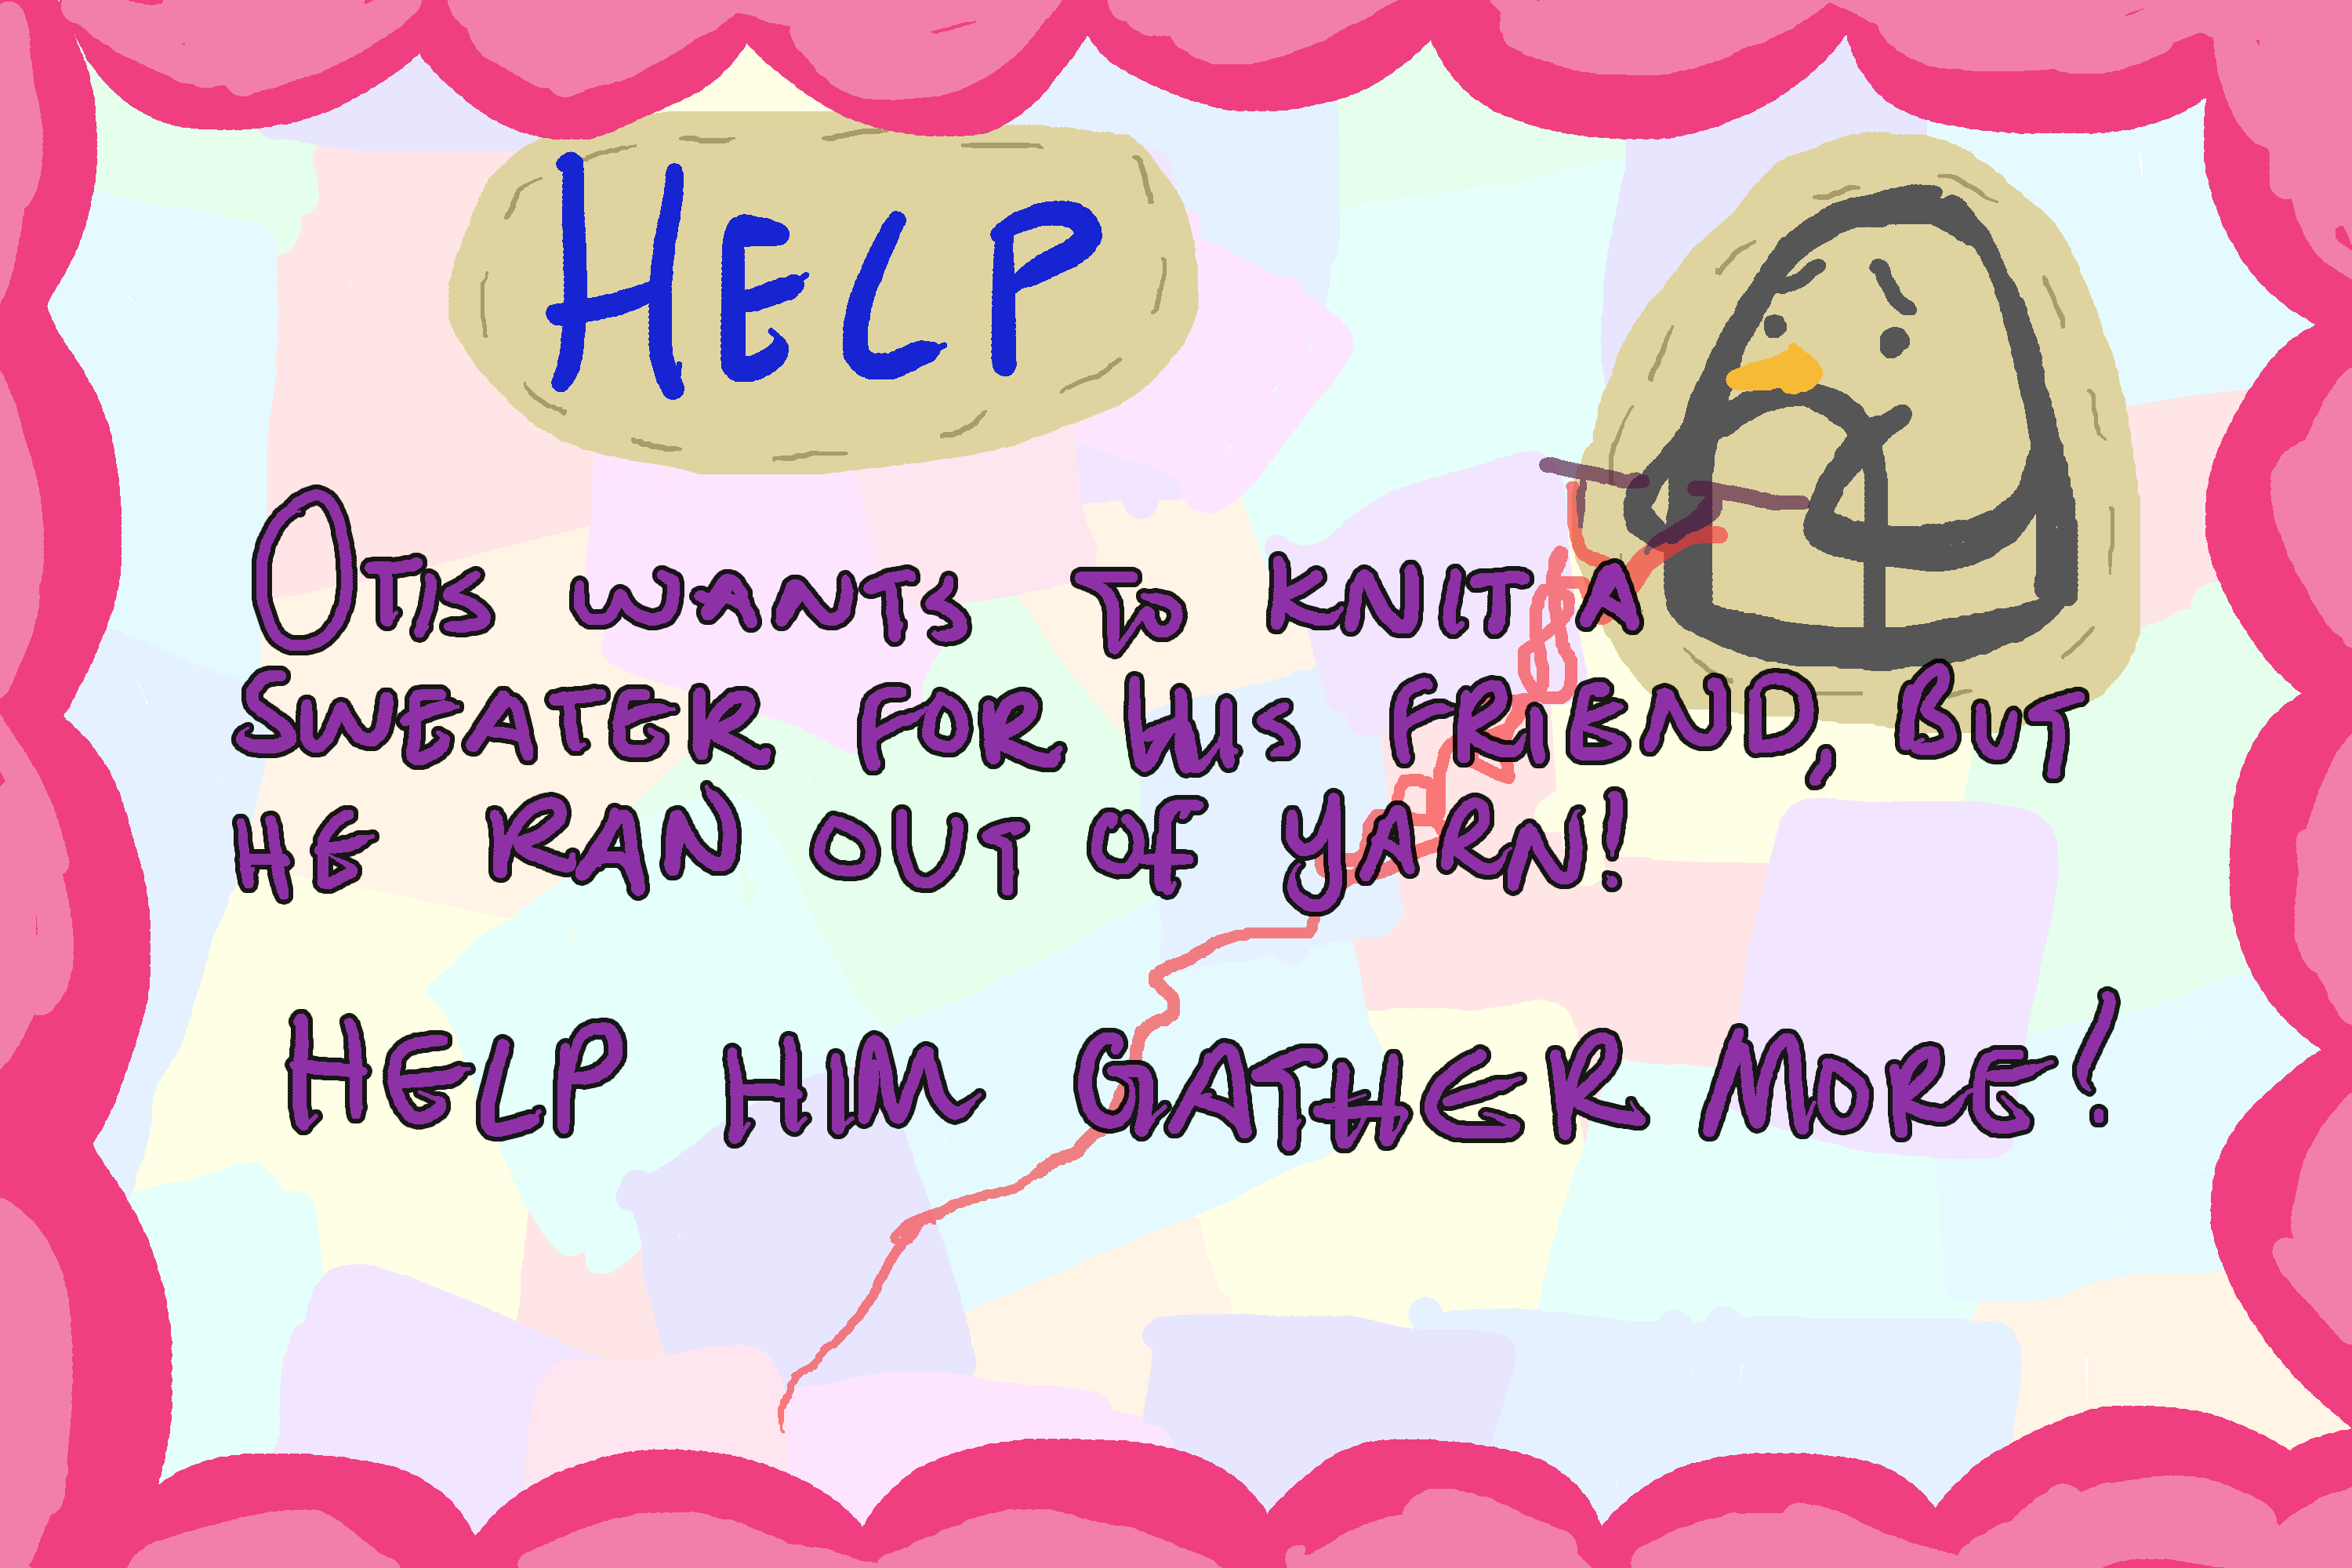 HELP
OTIS WANTS TO KNIT A
SWEATER FOR HIS FRIEND, BUT
HE RAN OUT OF YARN!
HELP HIM GATHER MORE!